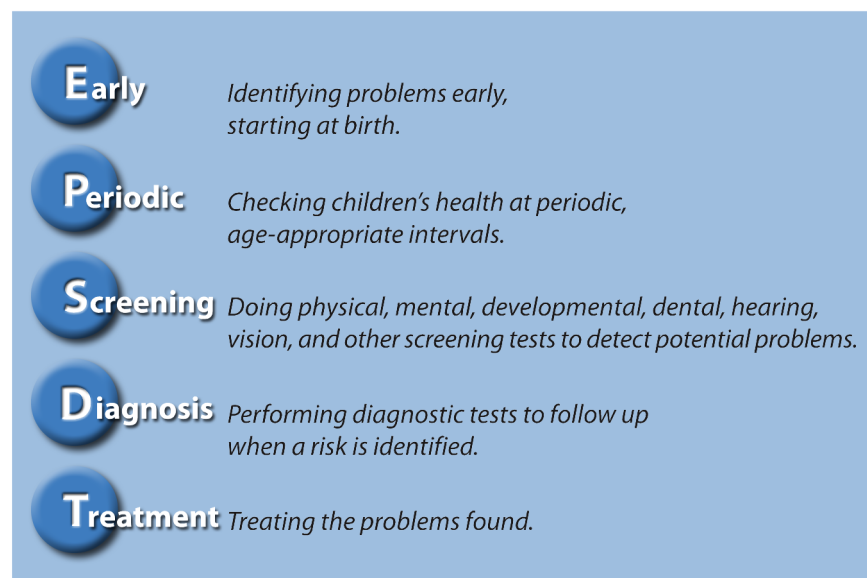 Early
Identifying problems early,
starting at birth.
Periodic
Checking children’s health at periodic,
age-appropriate intervals.
Screening
Doing physical, mental, developmental, dental, hearing,
vision, and other screening tests to detect potential problems.
Diagnosis
Performing diagnostic tests to follow up
when a risk is identified.
Treatment
Treating the problems found.